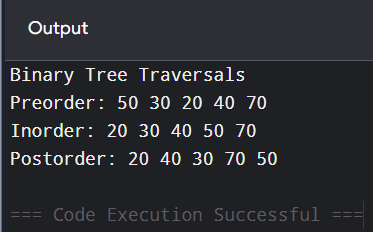 Output
Binary Tree Traversals
Preorder: 50 30 20 40 70
Inorder: 20 30 40 50 70
Postorder: 20 40 30 70 50
=== Code Execution Successful ===